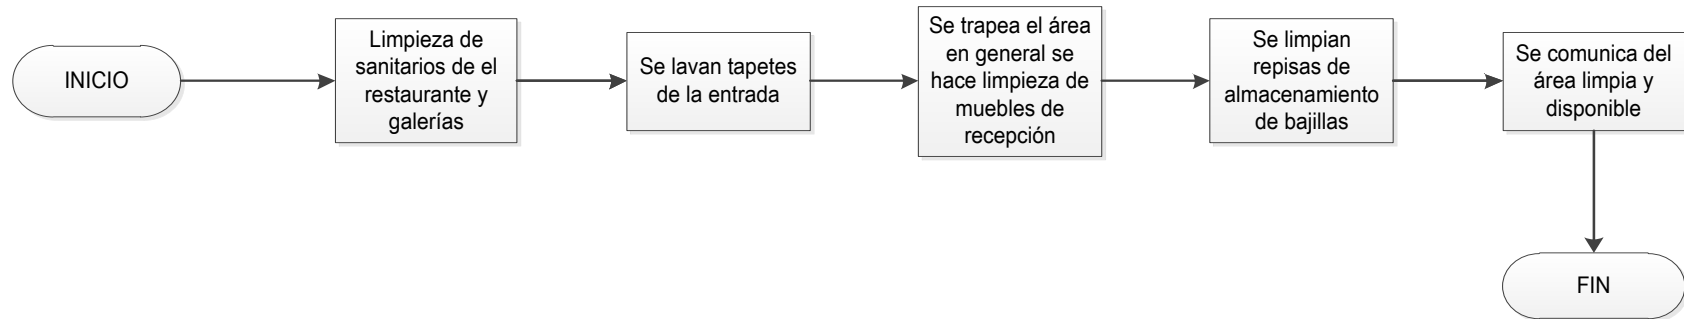 INICIO
Limpieza de
sanitarios de el
restaurante y
galerías
Se lavan tapetes
de la entrada
Se trapea el área
en general se
hace limpieza de
muebles de
recepción
Se limpian
repisas de
almacenamiento
de bajillas
Se comunica del
área limpia y
disponible
FIN